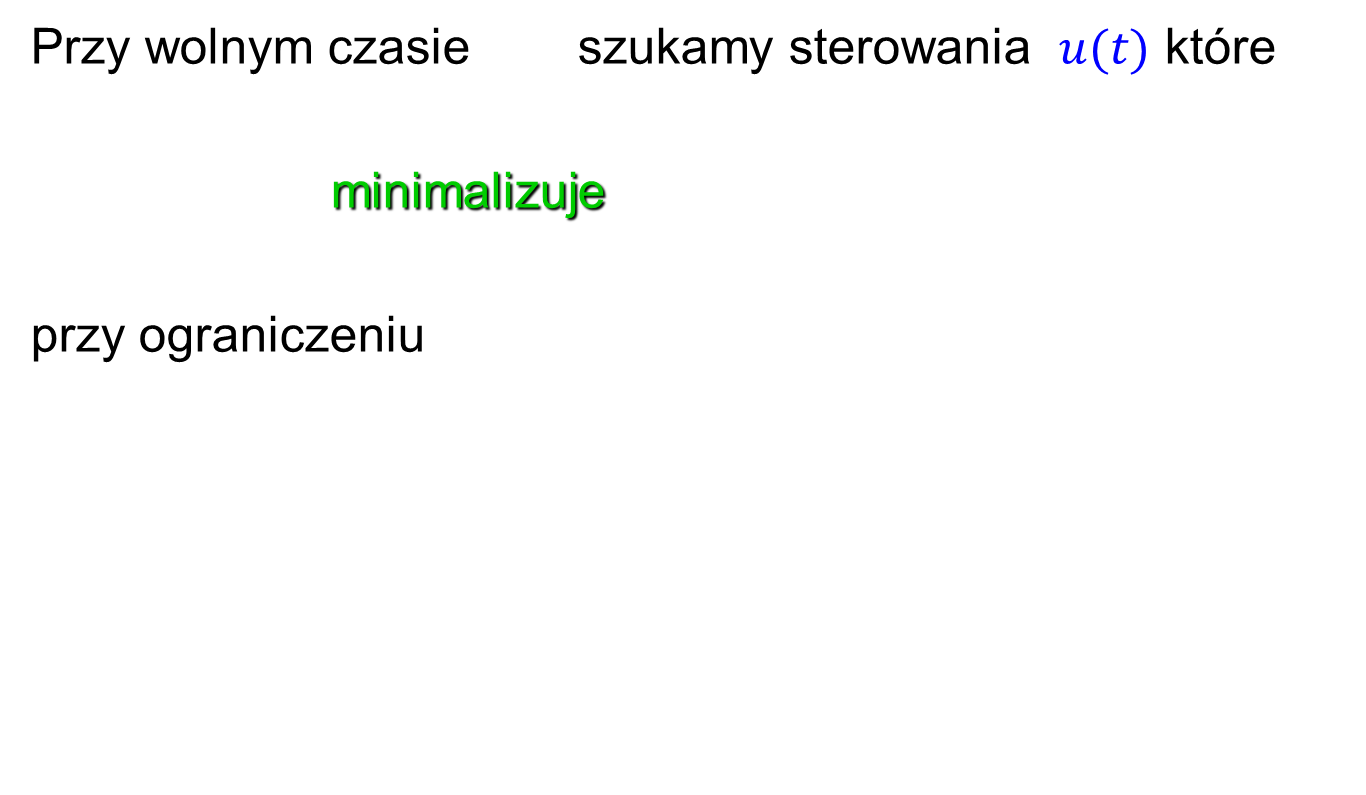 Przy wolnym czasie szukamy sterowania u(t) które
minimalizuje
przy ograniczeniu